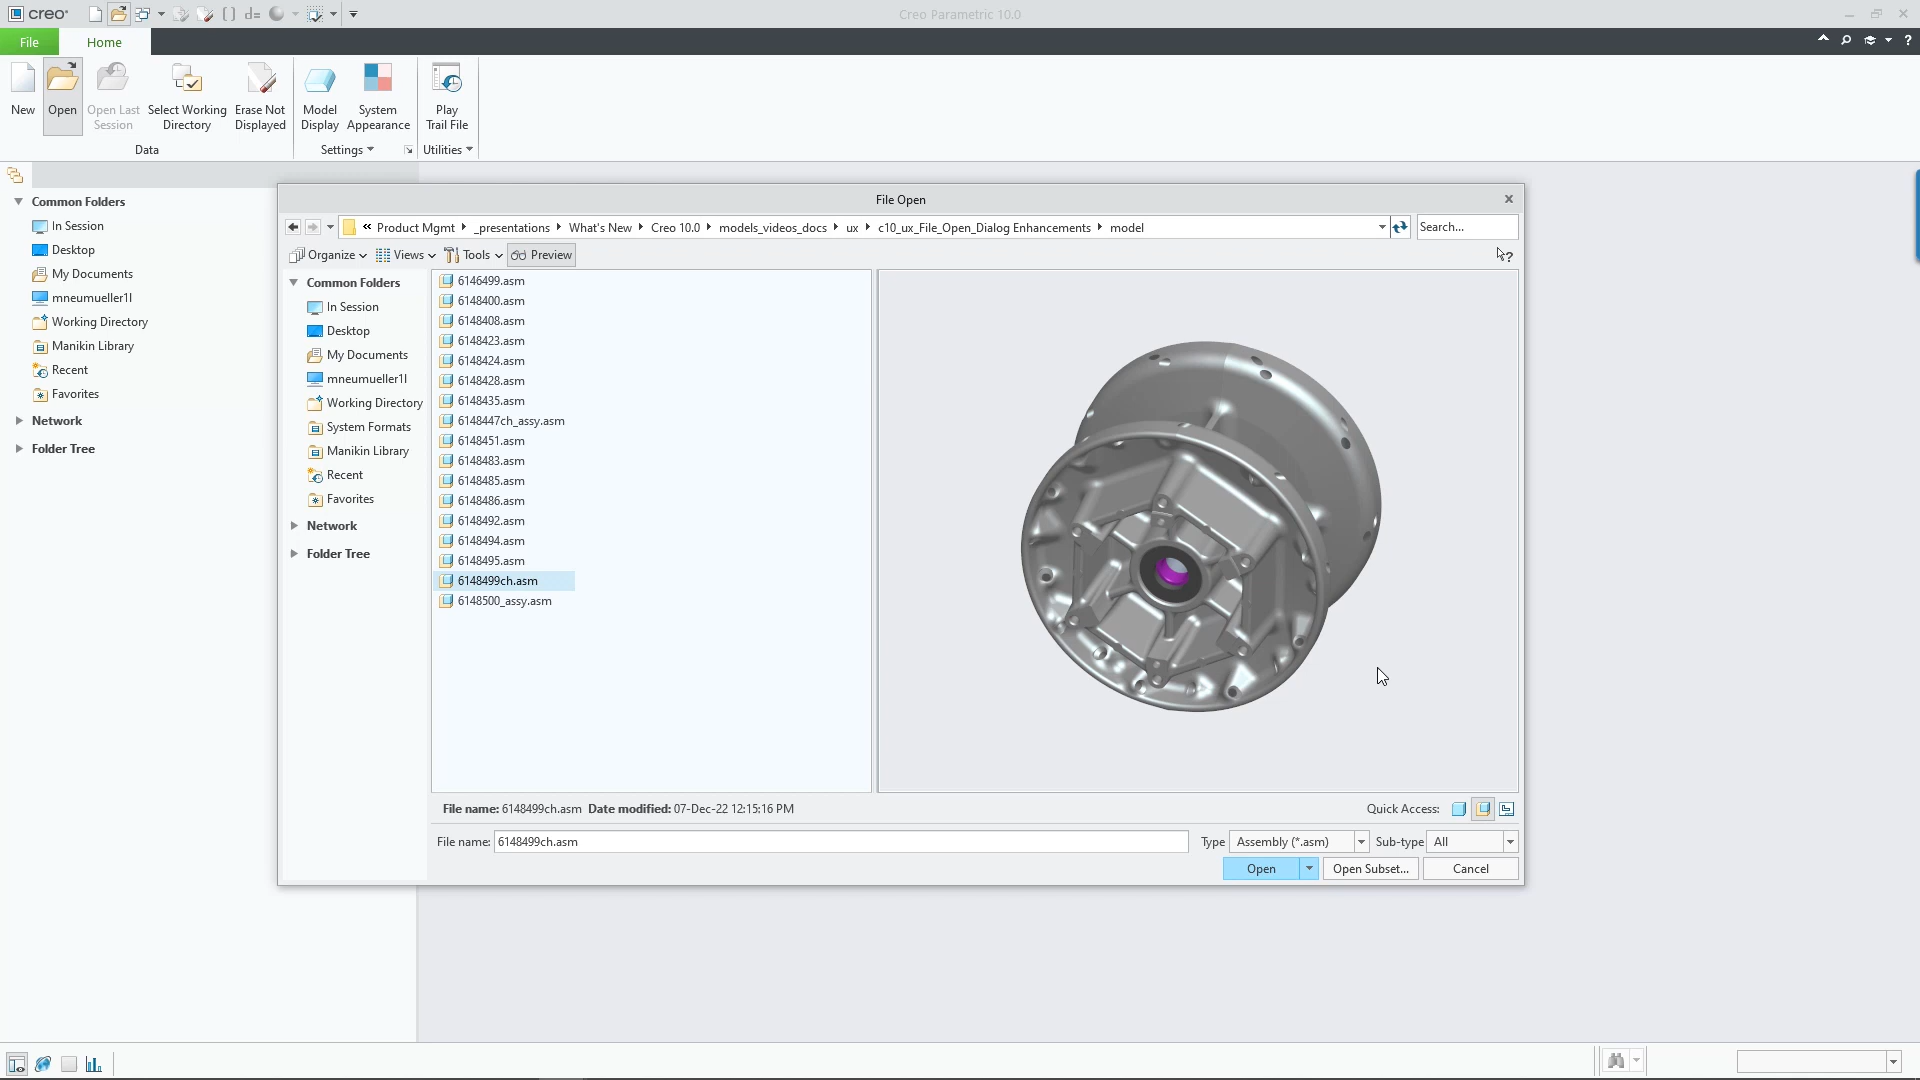 creo
Creo Parametric 10.0
File
Home
New
Open
Open Last Session
Select Working Directory
Erase Not Displayed
Model Display
System Appearance
Play Trail File
Data
Settings
Utilities
Common Folders
In Session
Desktop
My Documents
mneumueller1l
Working Directory
Manikin Library
Recent
Favorites
Network
Folder Tree
File Open
« Product Mgmt _presentations What's New Creo 10.0 models_videos_docs ux c10_ux_File_Open_Dialog Enhancements model
Search...
Organize Views Tools Preview
Common Folders
In Session
Desktop
My Documents
mneumueller1l
Working Directory
System Formats
Manikin Library
Recent
Favorites
Network
Folder Tree
6146499.asm
6148400.asm
6148408.asm
6148423.asm
6148424.asm
6148428.asm
6148435.asm
6148447ch_assy.asm
6148451.asm
6148483.asm
6148485.asm
6148486.asm
6148492.asm
6148494.asm
6148495.asm
6148499ch.asm
6148500_assy.asm
File name: 6148499ch.asm Date modified: 07-Dec-22 12:15:16 PM
Quick Access:
File name: 6148499ch.asm
Type Assembly (*.asm) Sub-type All
Open Open Subset... Cancel